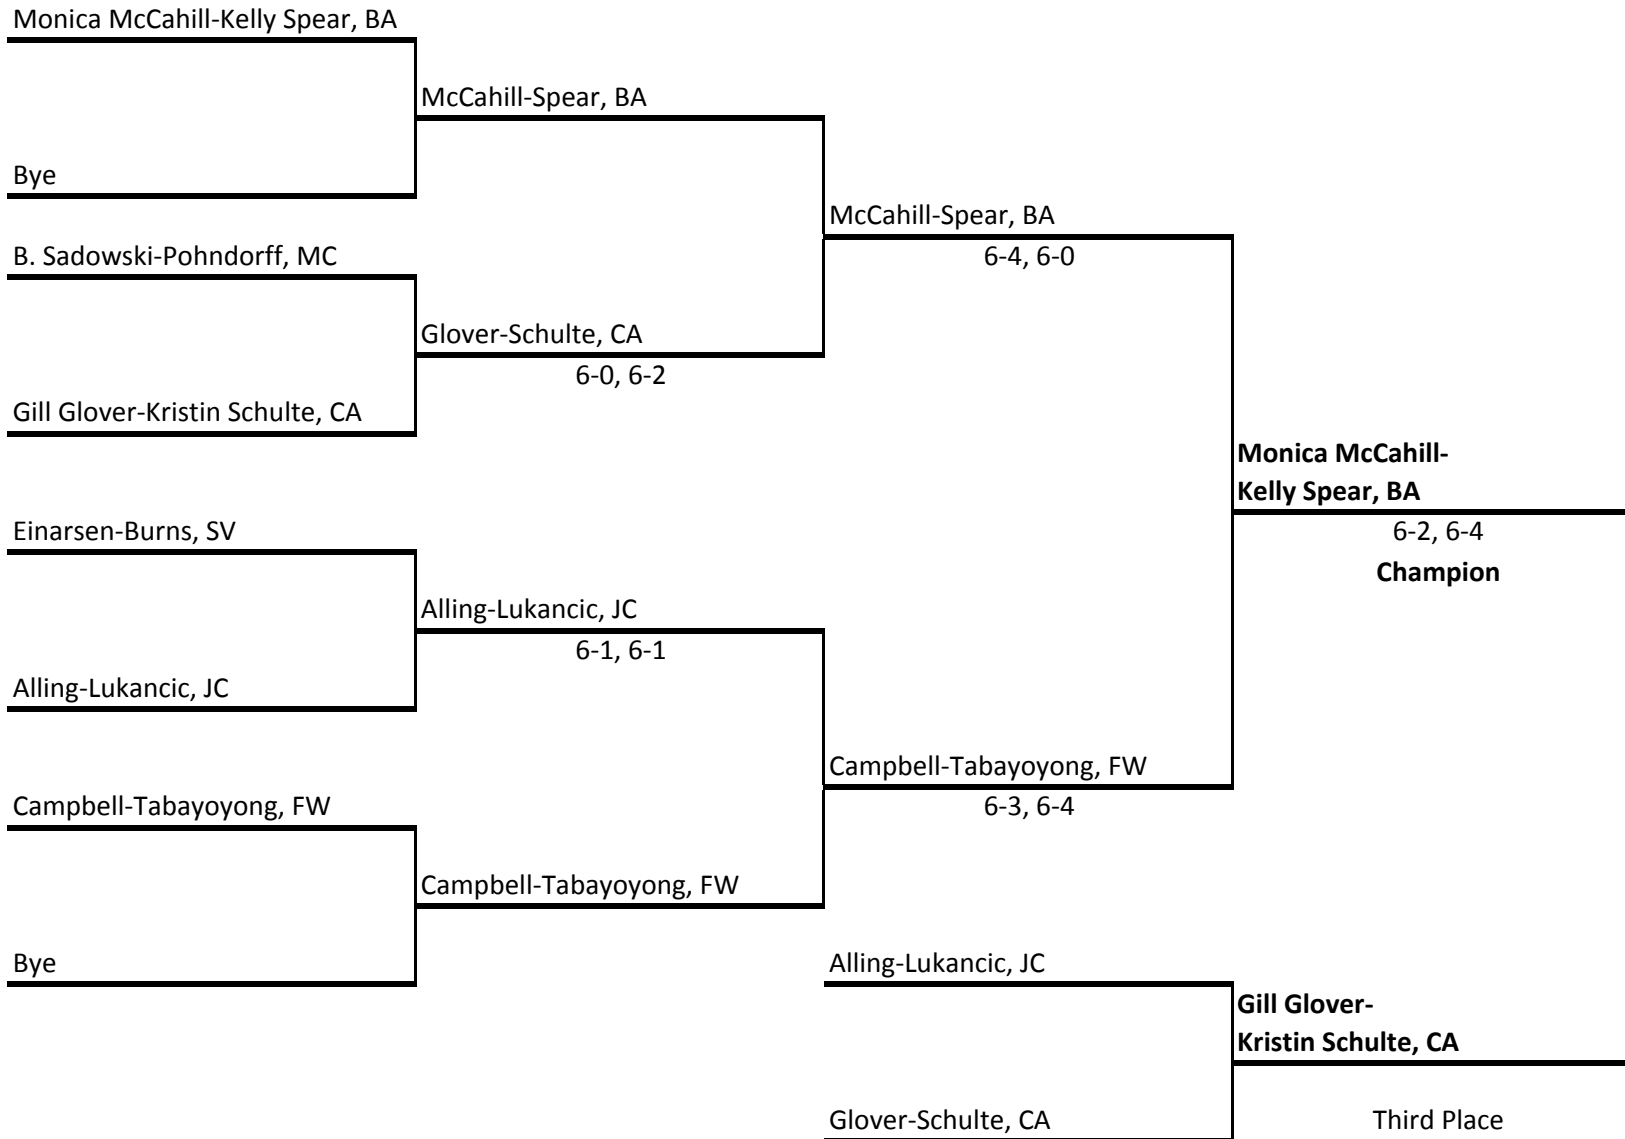 Monica McCahill-Kelly Spear, BA
McCahill-Spear, BA
Bye
McCahill-Spear, BA
B. Sadowski-Pohndorff, MC
6-4, 6-0
Glover-Schulte, CA
6-0, 6-2
Gill Glover-Kristin Schulte, CA
Monica McCahill-
Kelly Spear, BA
Einarsen-Burns, SV
6-2, 6-4
Champion
Alling-Lukancic, JC
6-1, 6-1
Alling-Lukancic, JC
Campbell-Tabayoyong, FW
Campbell-Tabayoyong, FW
6-3, 6-4
Campbell-Tabayoyong, FW
Bye
Alling-Lukancic, JC
Gill Glover-
Kristin Schulte, CA
Glover-Schulte, CA
Third Place